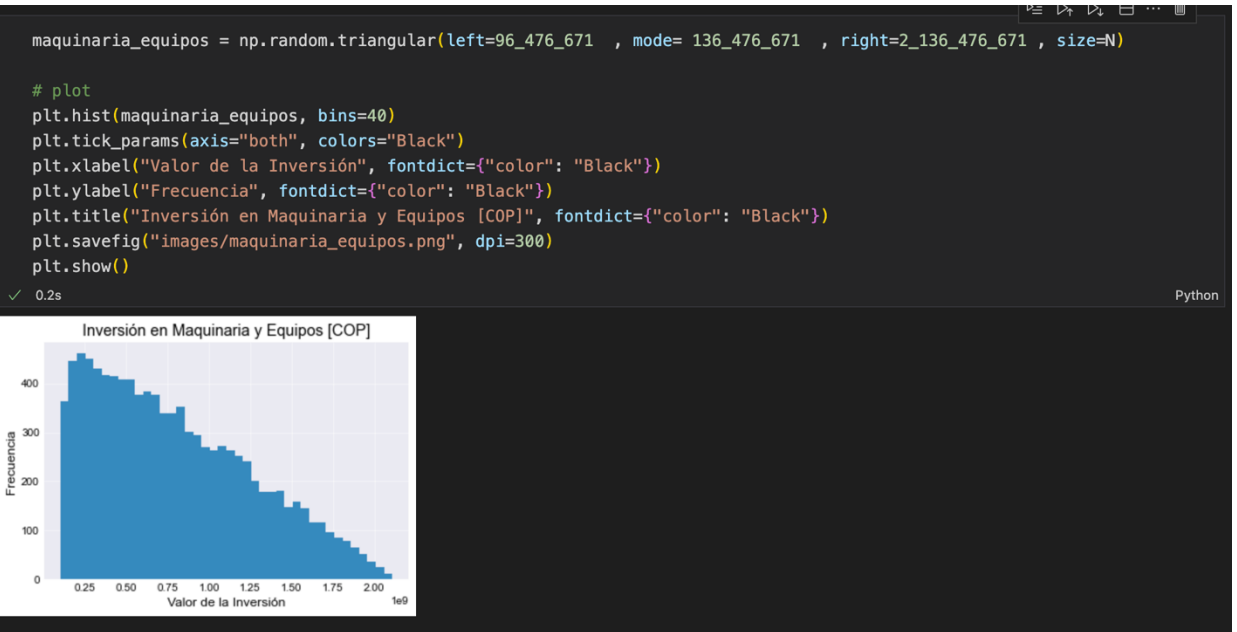 maquinaria_equipos = np.random.triangular(left=96_476_671  , mode= 136_476_671  , right=2_136_476_671 , size=N)
# plot
plt.hist(maquinaria_equipos, bins=40)
plt.tick_params(axis="both", colors="Black")
plt.xlabel("Valor de la Inversión", fontdict={"color": "Black"})
plt.ylabel("Frecuencia", fontdict={"color": "Black"})
plt.title("Inversión en Maquinaria y Equipos [COP]", fontdict={"color": "Black"})
plt.savefig("images/maquinaria_equipos.png", dpi=300)
plt.show()
0.2s
Python
Inversión en Maquinaria y Equipos [COP]
400
300
200
100
0
Frecuencia
0.25 0.50 0.75 1.00 1.25 1.50 1.75 2.00
1e9
Valor de la Inversión